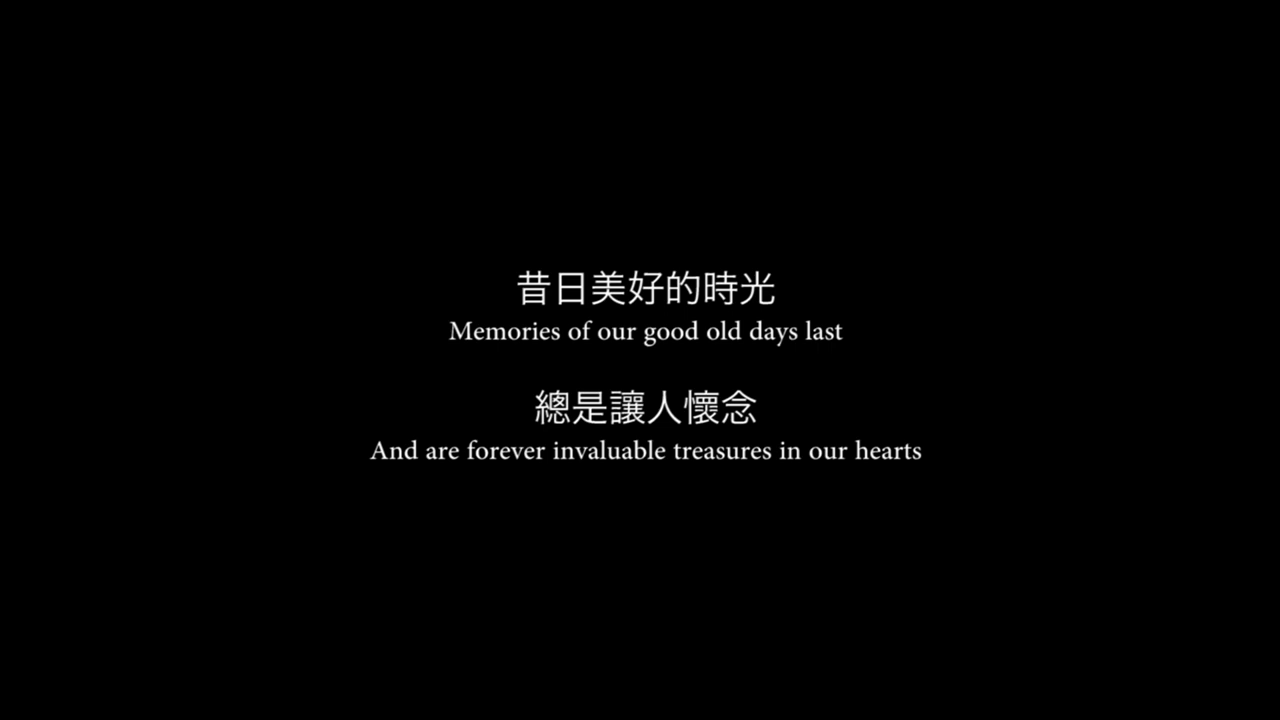 昔日美好的時光
Memories of our good old days last
總是讓人懷念
And are forever invaluable treasures in our hearts